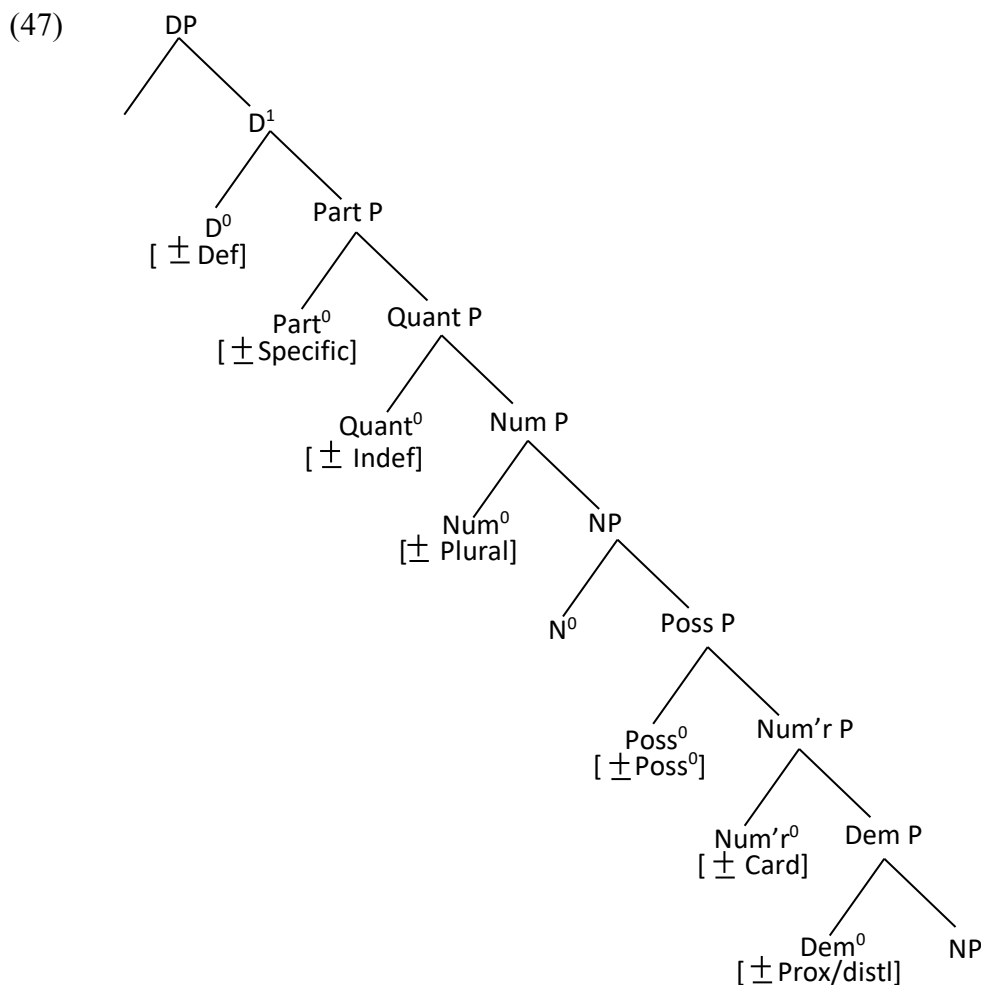 (47)
DP
D¹
D⁰
[ ± Def]
Part P
Part⁰
[ ± Specific]
Quant P
Quant⁰
[ ± Indef]
Num P
Num⁰
[± Plural]
NP
N⁰
Poss P
Poss⁰
[ ±Poss⁰]
Num’r P
Num’r⁰
[ ± Card]
Dem P
Dem⁰
[ ± Prox/distl]
NP